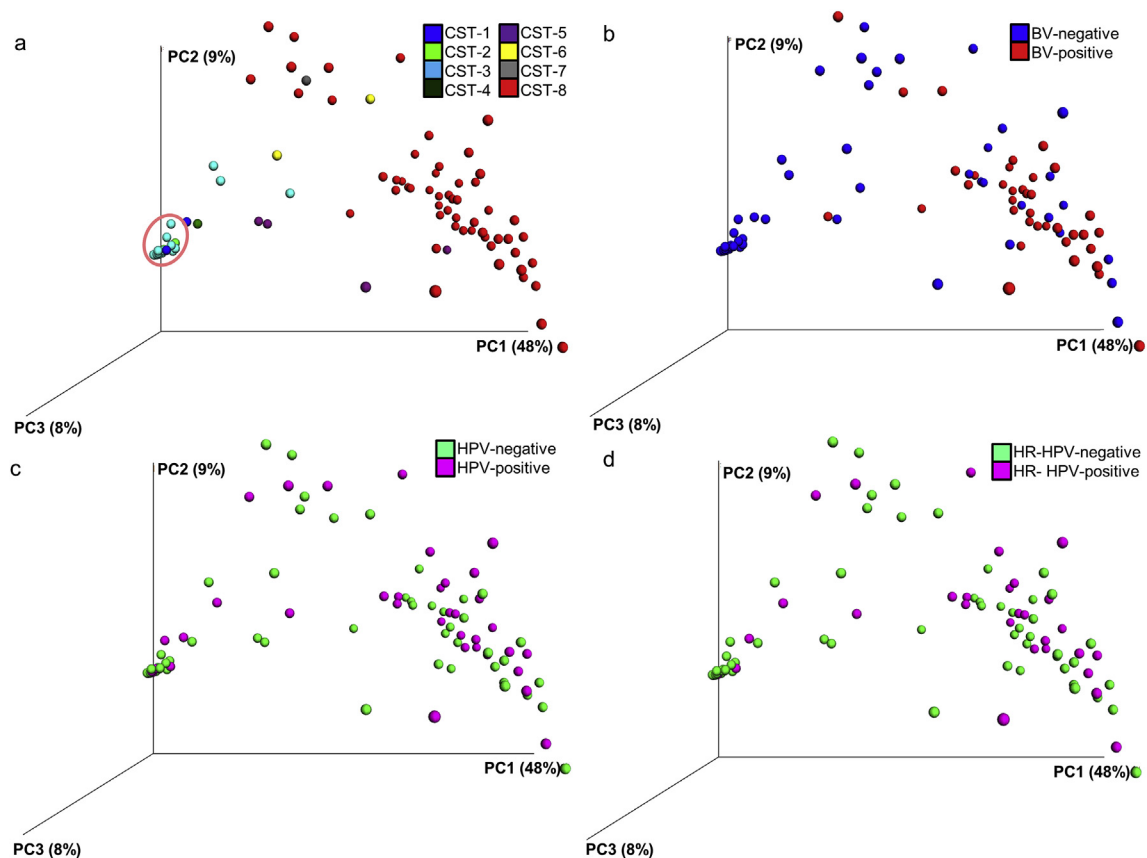 a
PC2 (9%)
CST-1
CST-2
CST-3
CST-4
CST-5
CST-6
CST-7
CST-8
PC1 (48%)
PC3 (8%)
b
PC2 (9%)
BV-negative
BV-positive
PC1 (48%)
PC3 (8%)
c
PC2 (9%)
HPV-negative
HPV-positive
PC1 (48%)
PC3 (8%)
d
PC2 (9%)
HR-HPV-negative
HR- HPV-positive
PC1 (48%)
PC3 (8%)